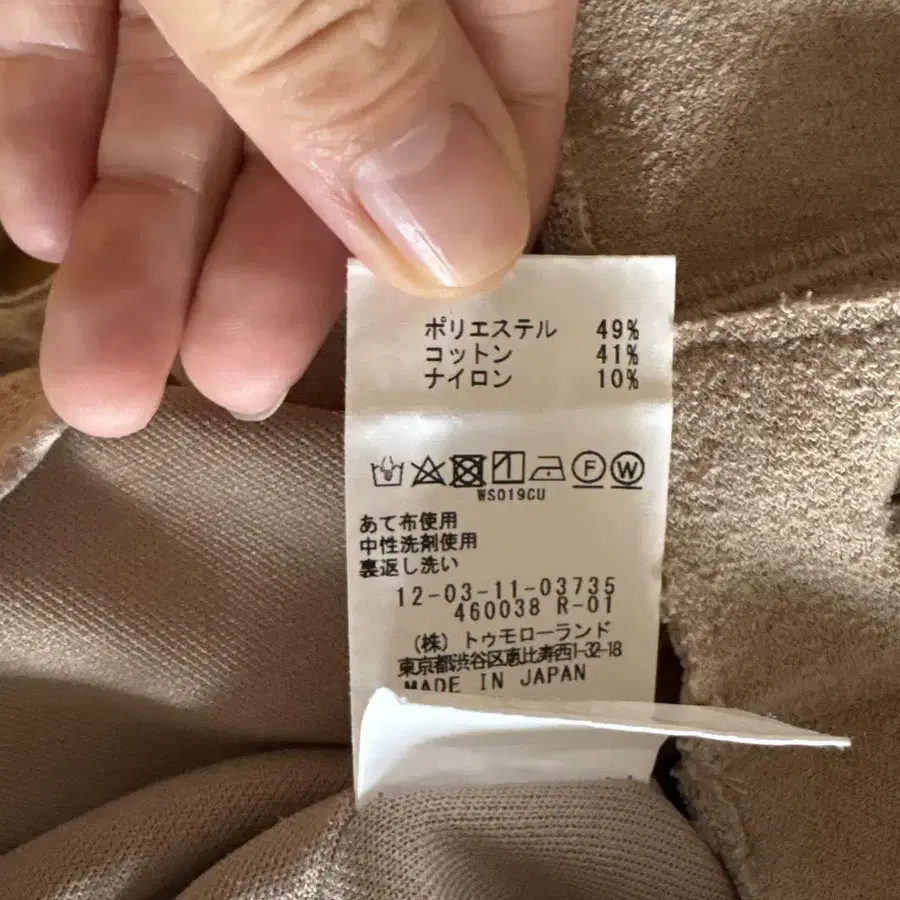 ポリエステル 49%
コットン 41%
ナイロン 10%
F W
WS019CU
あて布使用
中性洗剤使用
裏返し洗い
12-03-11-03735
460038 R-01
(株)トゥモローランド
東京都渋谷区恵比寿西1-32-18
MADE IN JAPAN